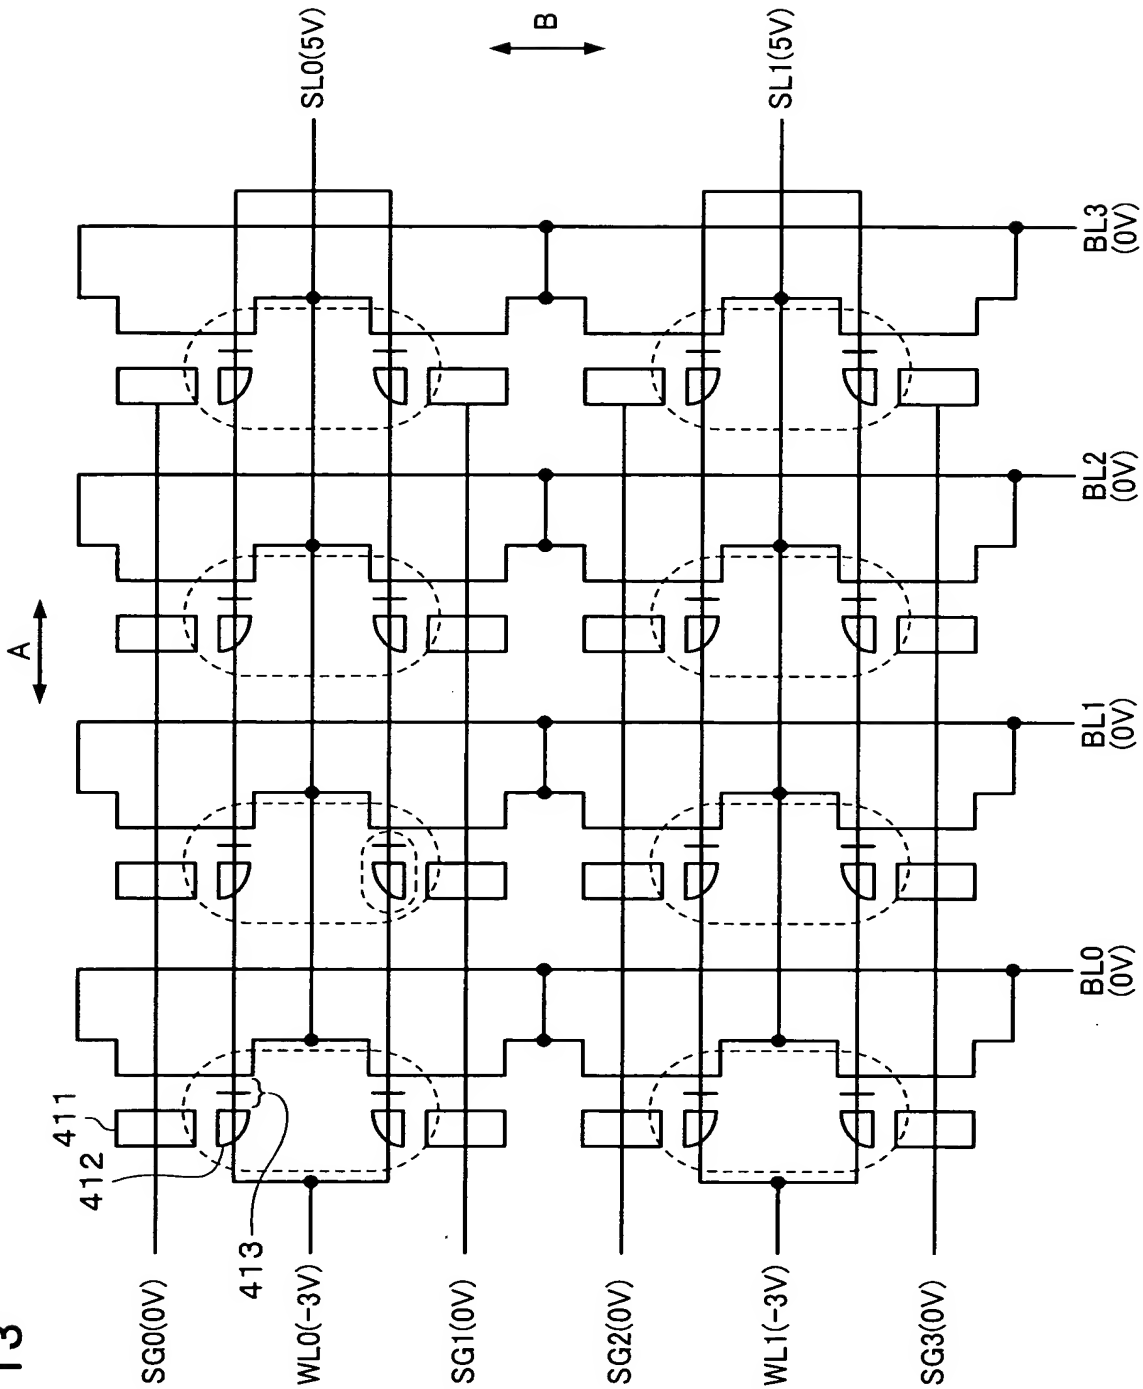 13
A
B
SL0(5V)
SL1(5V)
411
412
413
SG0(0V)
WL0(-3V)
SG1(0V)
SG2(0V)
WL1(-3V)
SG3(0V)
BL0
(0V)
BL1
(0V)
BL2
(0V)
BL3
(0V)